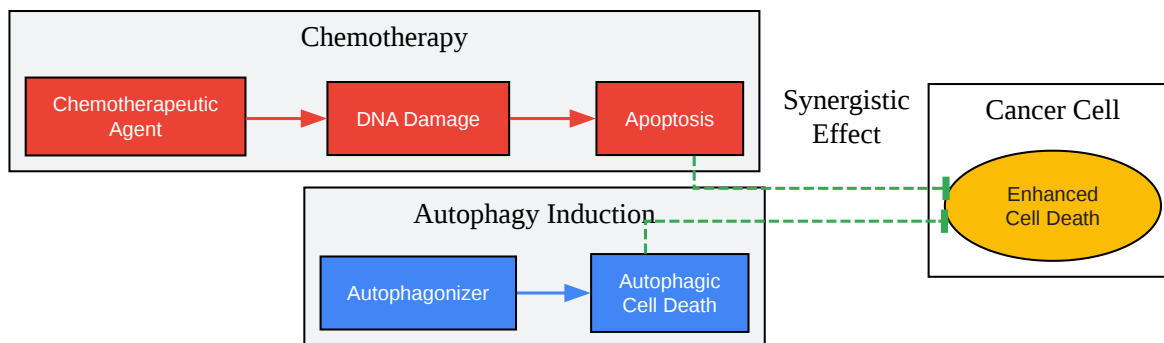 Chemotherapy
Chemotherapeutic
Agent
DNA Damage
Apoptosis
Synergistic
Effect
Cancer Cell
Enhanced
Cell Death
Autophagy Induction
Autophagonizer
Autophagic
Cell Death